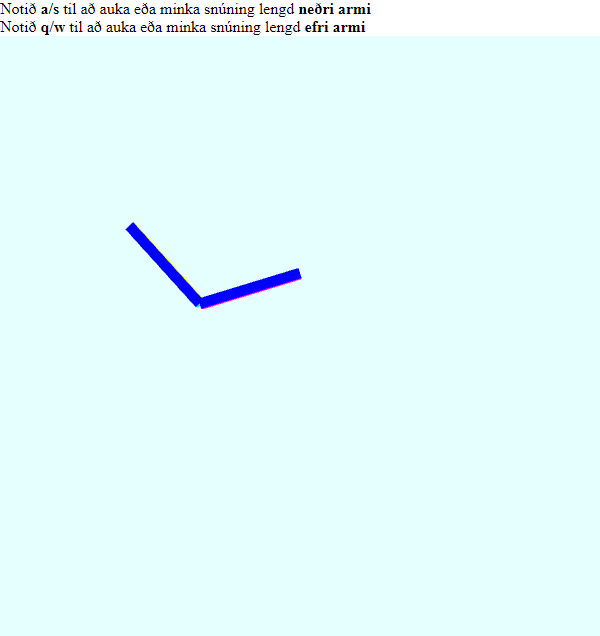 Notið a/s til að auka eða minka snúning lengd neðri armi
Notið q/w til að auka eða minka snúning lengd efri armi